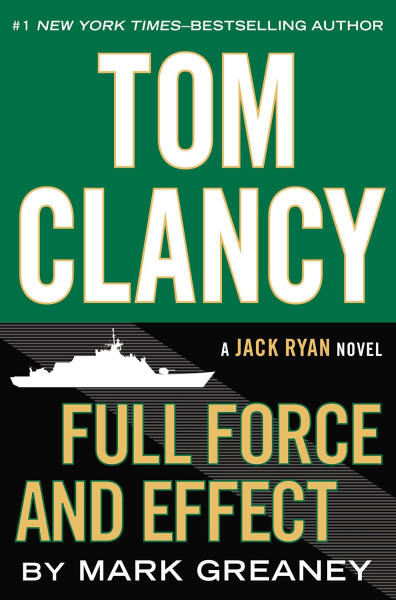 #1 NEW YORK TIMES–BESTSELLING AUTHOR
TOM
CLANCY
A JACK RYAN NOVEL
FULL FORCE
AND EFFECT
BY MARK GREANEY